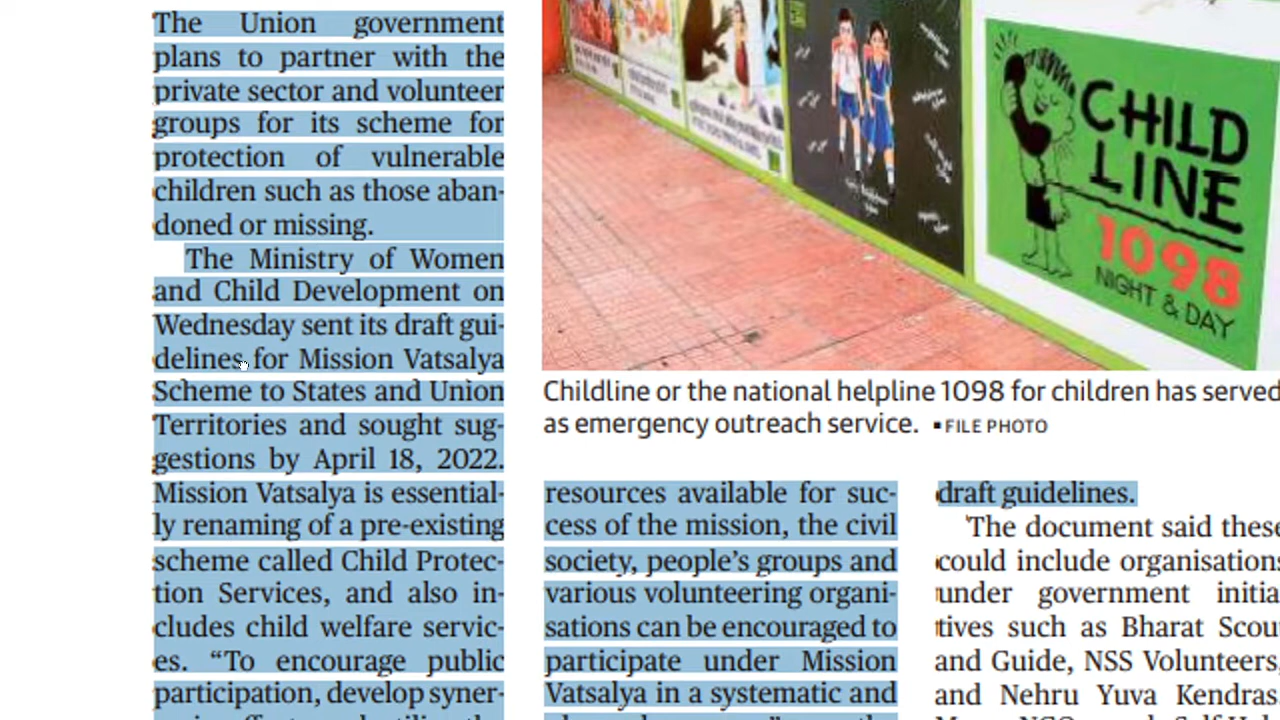 The Union government
plans to partner with the
private sector and volunteer
groups for its scheme for
protection of vulnerable
children such as those aban-
doned or missing.
The Ministry of Women
and Child Development on
Wednesday sent its draft gui-
delines for Mission Vatsalya
Scheme to States and Union
Territories and sought sug-
gestions by April 18, 2022.
Mission Vatsalya is essential-
ly renaming of a pre-existing
scheme called Child Protec-
tion Services, and also in-
cludes child welfare servic-
es. “To encourage public
participation, develop syner-
CHILD
LINE
1098
NIGHT & DAY
Childline or the national helpline 1098 for children has served
as emergency outreach service. ▪FILE PHOTO
resources available for suc-
cess of the mission, the civil
society, people’s groups and
various volunteering organi-
sations can be encouraged to
participate under Mission
Vatsalya in a systematic and
draft guidelines.
The document said these
could include organisations
under government initia-
tives such as Bharat Scou
and Guide, NSS Volunteers,
and Nehru Yuva Kendras.